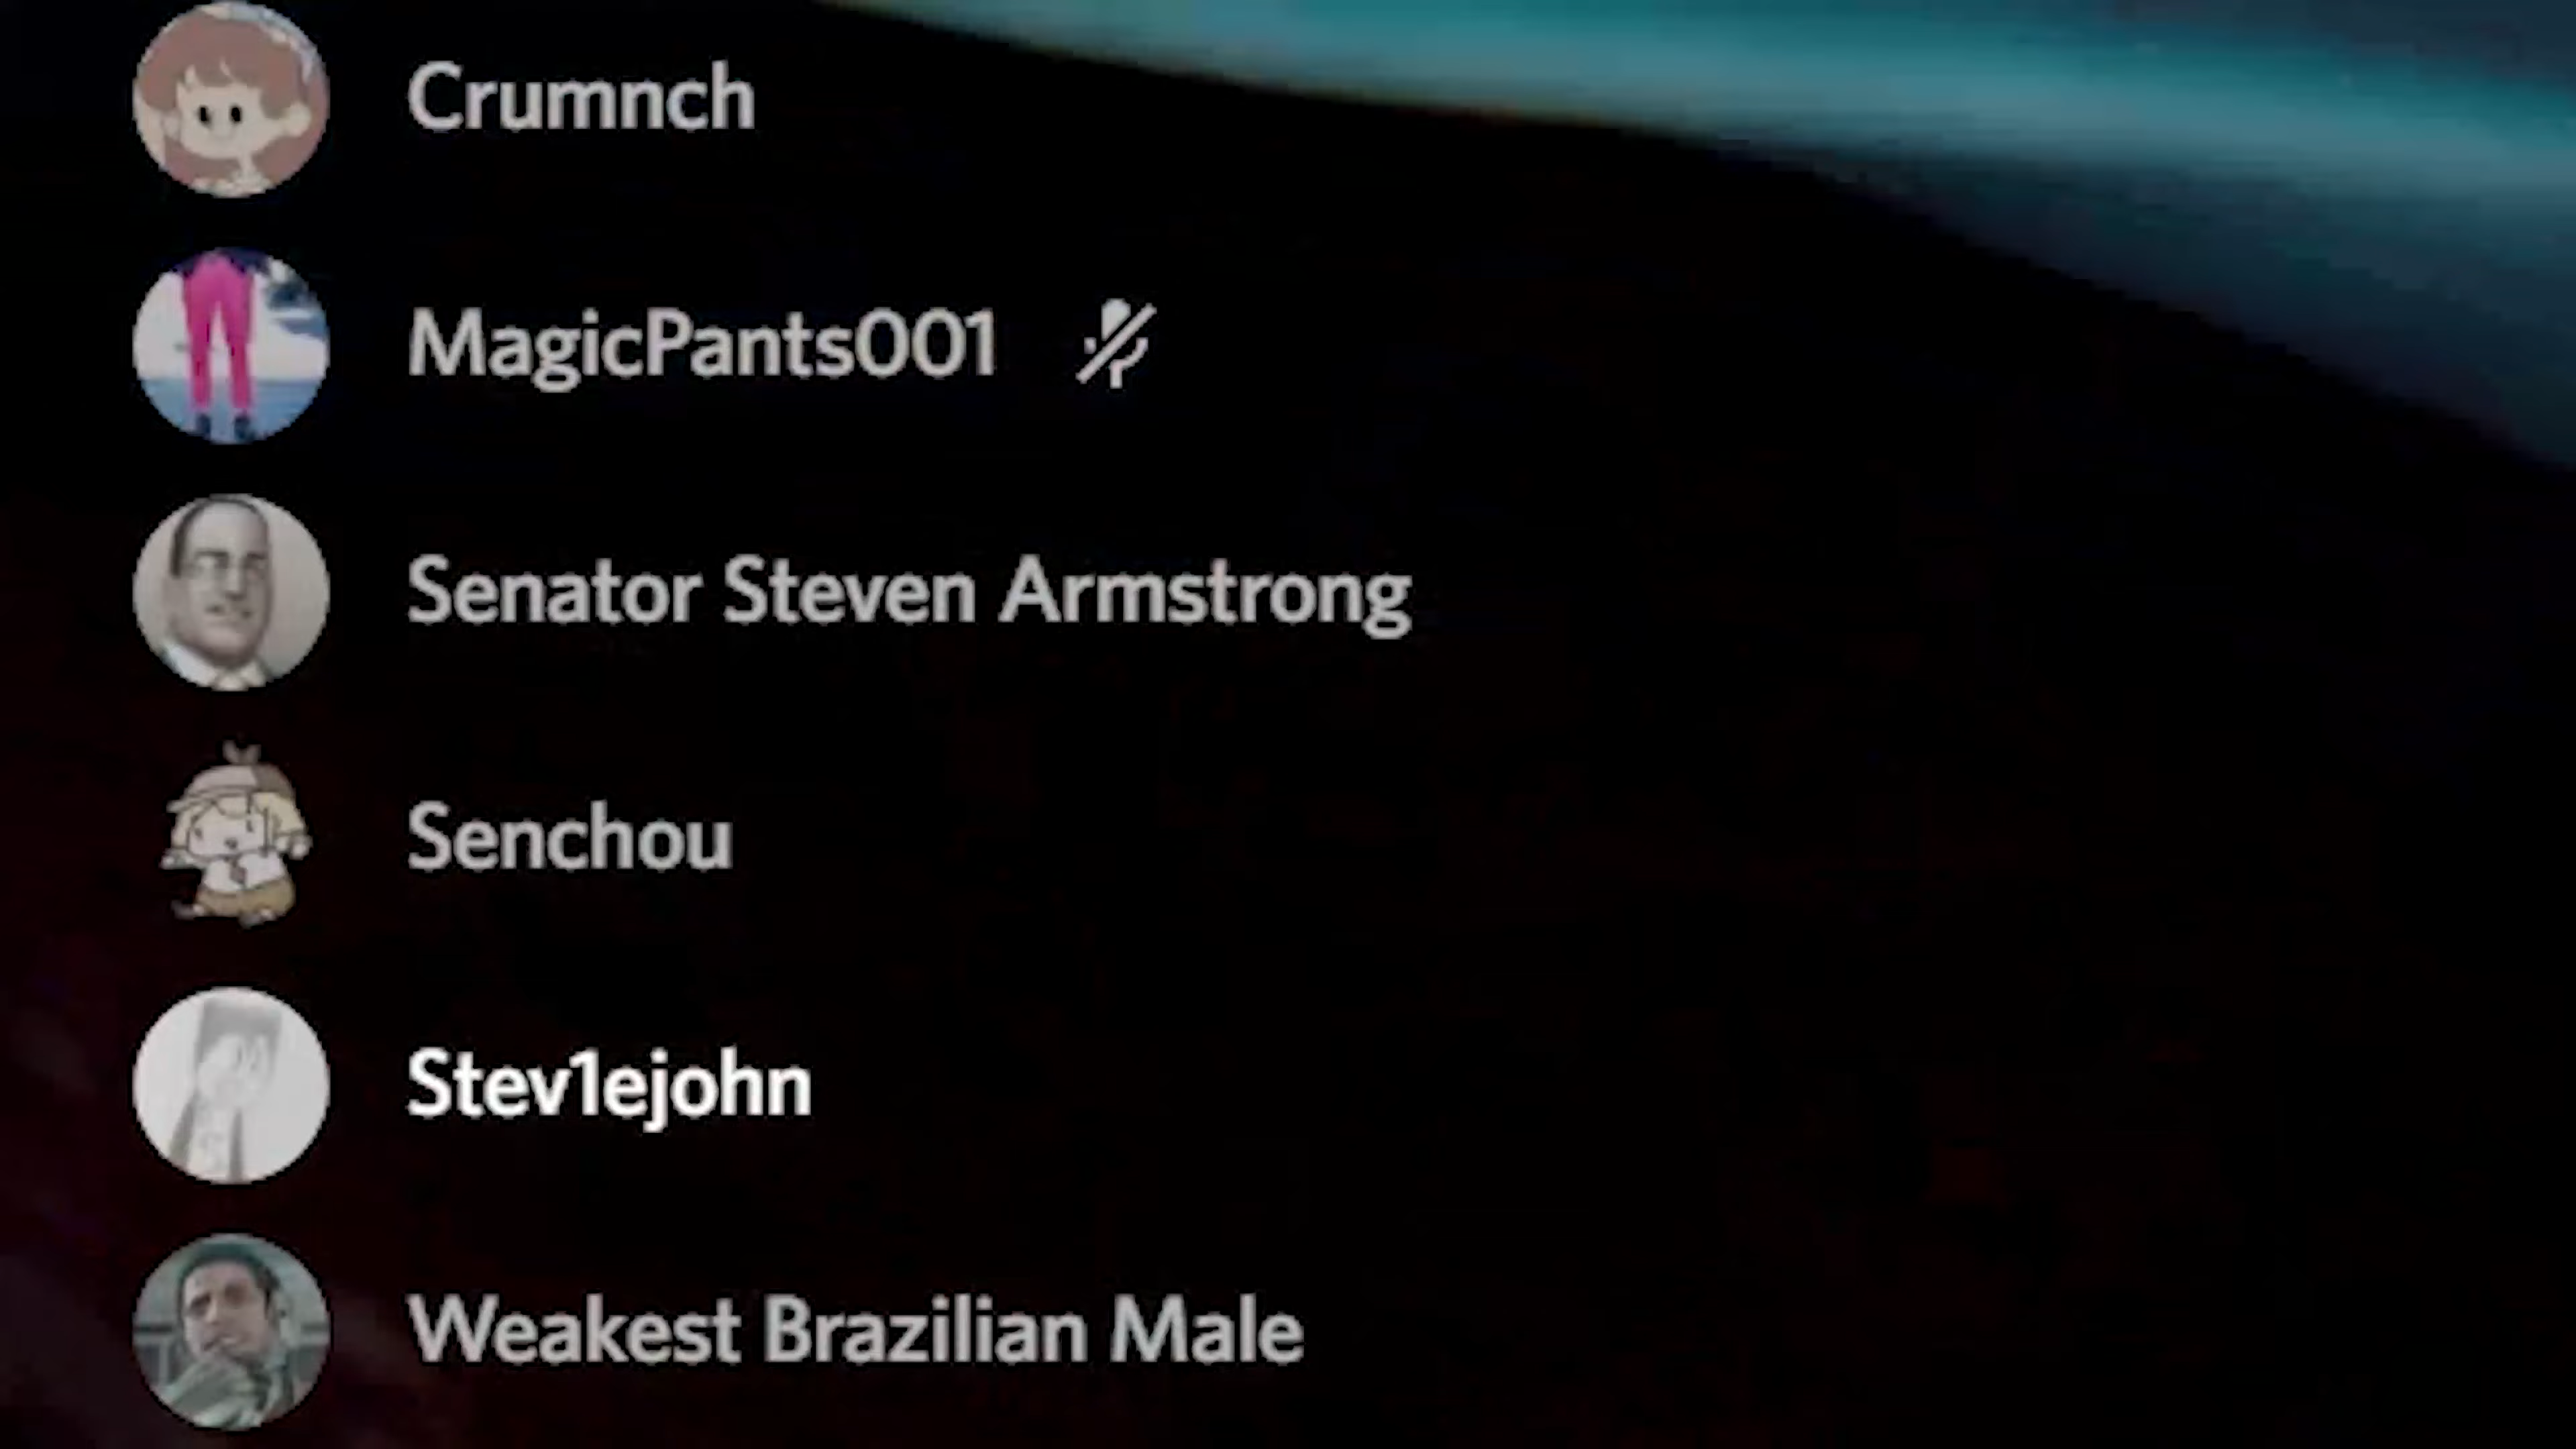 Crumnch
MagicPants001
Senator Steven Armstrong
Senchou
Stev1ejohn
Weakest Brazilian Male